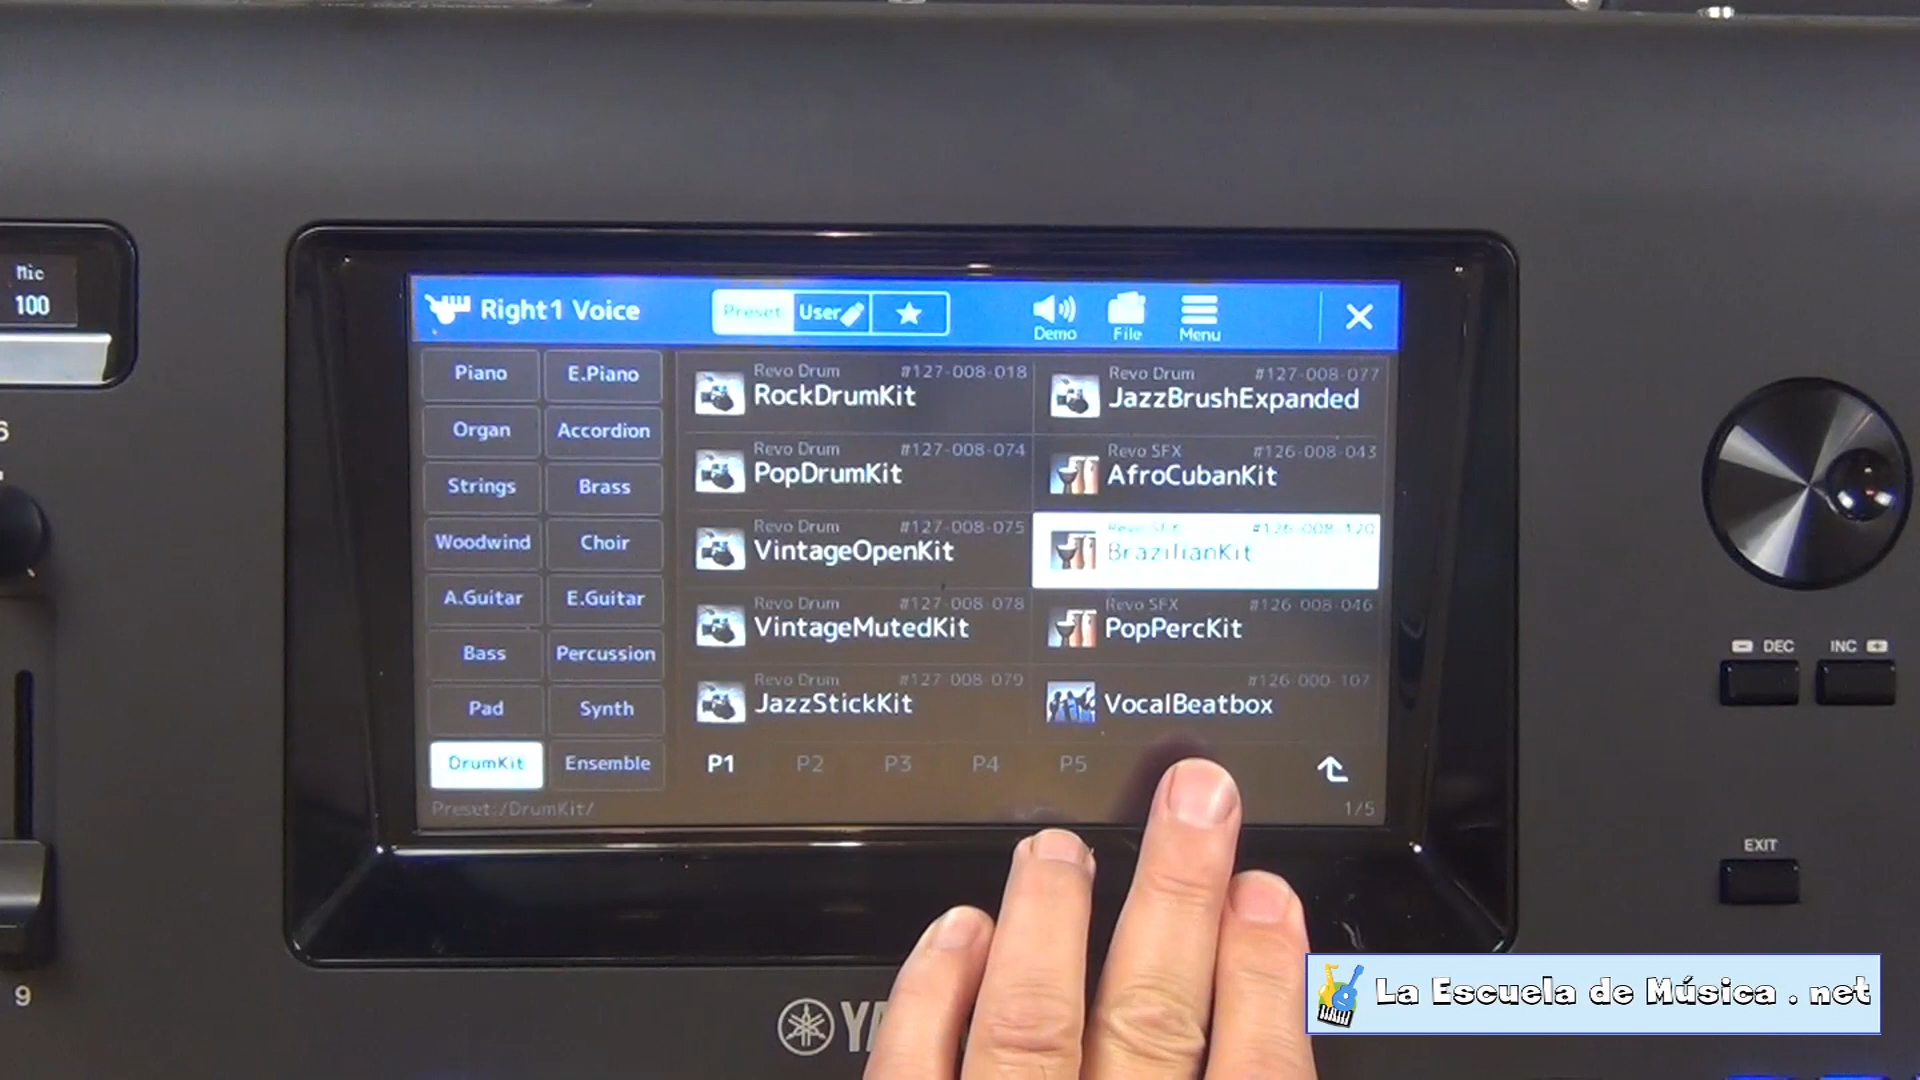 Mic
100
6
9
Right1 Voice
Preset User
Demo File Menu
Piano E.Piano
Organ Accordion
Strings Brass
Woodwind Choir
A.Guitar E.Guitar
Bass Percussion
Pad Synth
DrumKit Ensemble
Revo Drum #127-008-018
RockDrumKit
Revo Drum #127-008-077
JazzBrushExpanded
Revo Drum #127-008-074
PopDrumKit
Revo SFX #126-008-043
AfroCubanKit
Revo Drum #127-008-075
VintageOpenKit
Revo SFX #126-008-120
BrazilianKit
Revo Drum #127-008-078
VintageMutedKit
Revo SFX #126-008-046
PopPercKit
Revo Drum #127-008-079
JazzStickKit
#126-000-107
VocalBeatbox
P1 P2 P3 P4 P5
Preset:/DrumKit/ 1/5
DEC INC
EXIT
YA
La Escuela de Música . net